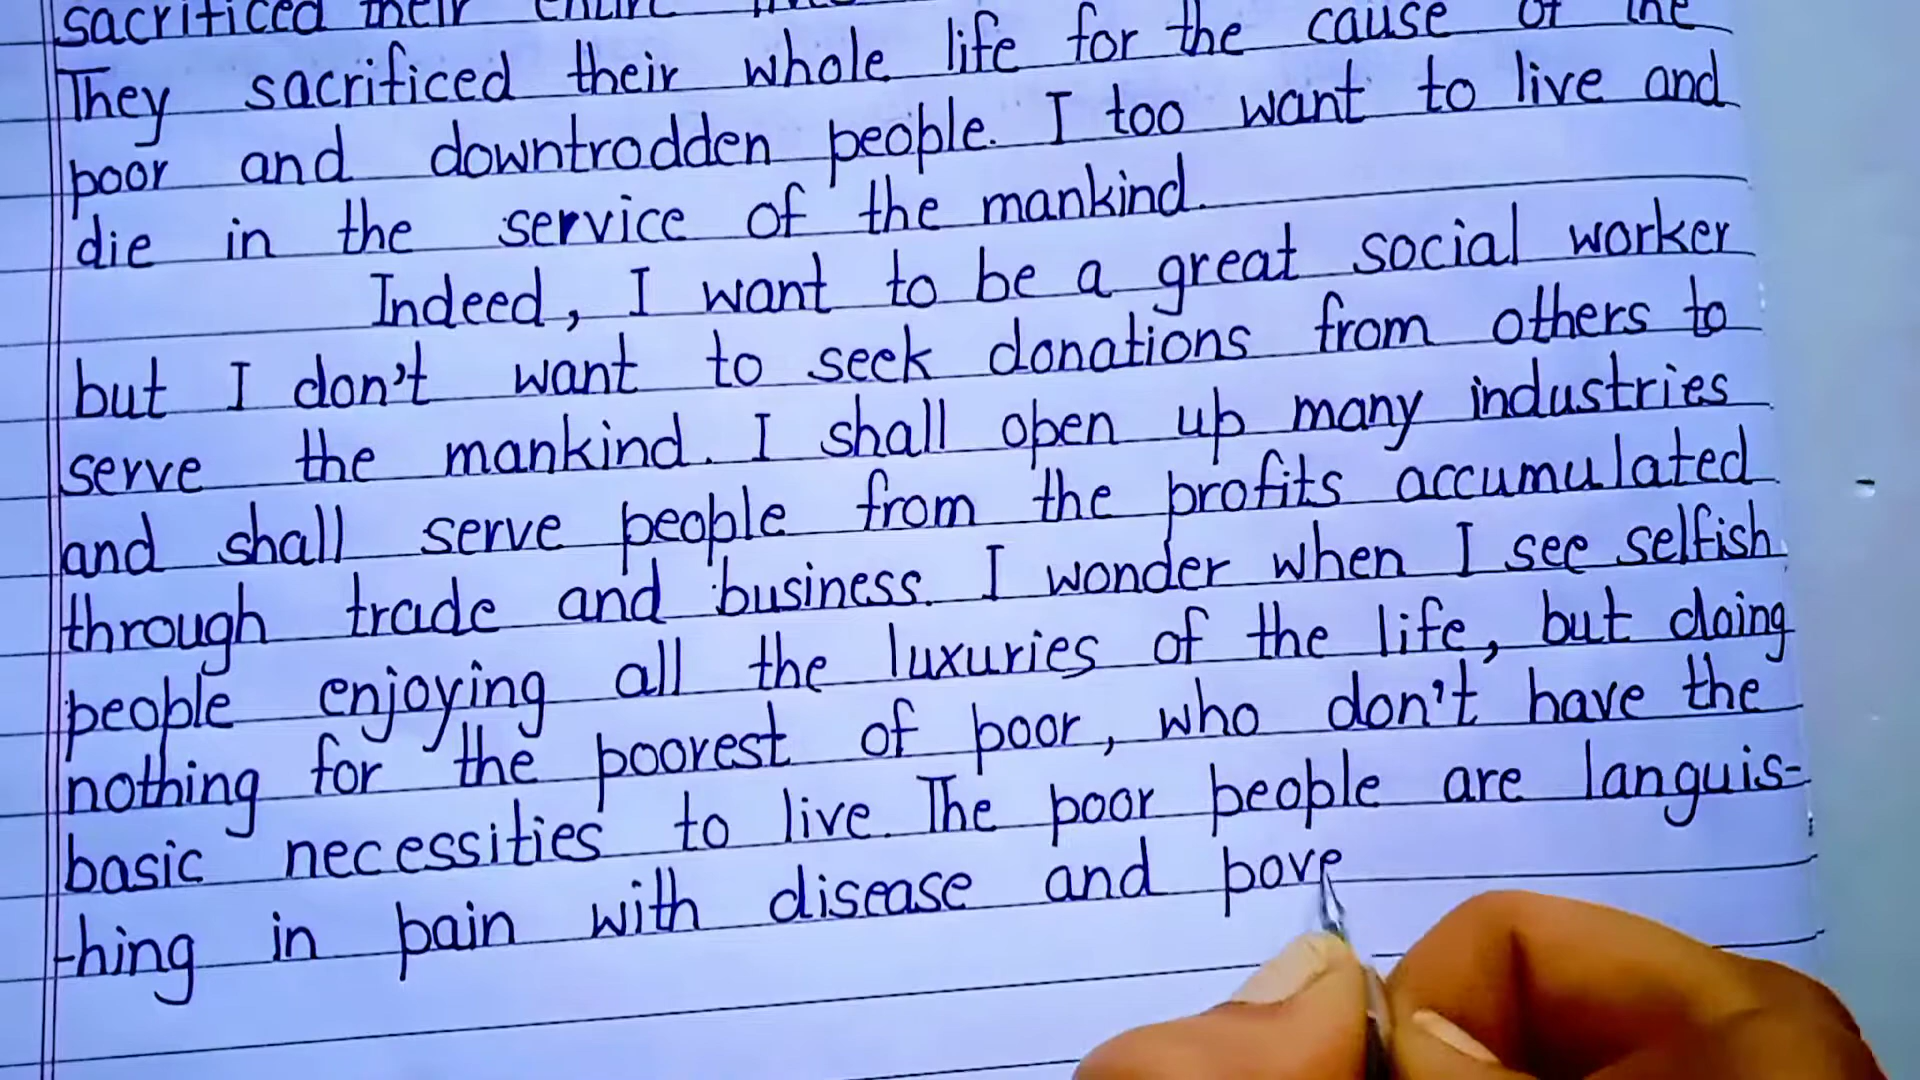 sacrificed their entire
They sacrificed their whole life for the cause of the
poor and downtrodden people. I too want to live and
die in the service of the mankind.
Indeed, I want to be a great social worker
but I don't want to seek donations from others to
serve the mankind. I shall open up many industries
and shall serve people from the profits accumulated
through trade and business. I wonder when I see selfish
people enjoying all the luxuries of the life, but doing
nothing for the poorest of poor, who don't have the
basic necessities to live. The poor people are languis-
-hing in pain with disease and pove